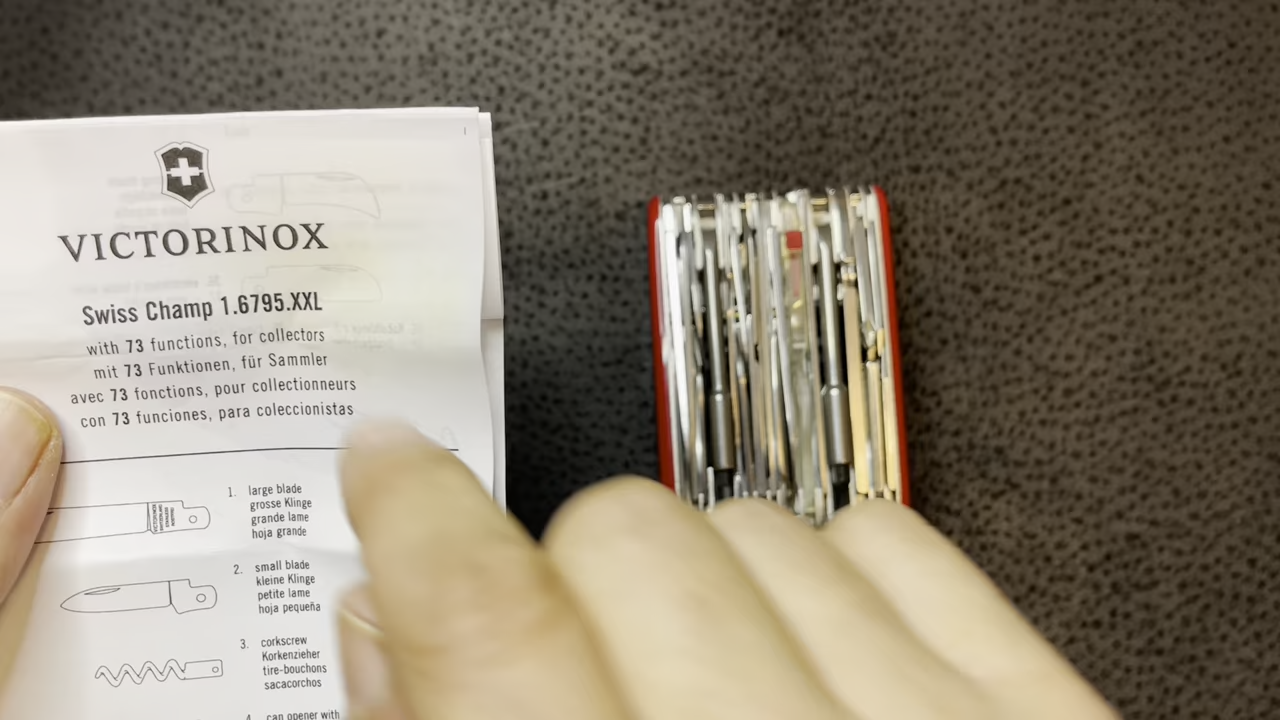 VICTORINOX
Swiss Champ 1.6795.XXL
with 73 functions, for collectors
mit 73 Funktionen, für Sammler
avec 73 fonctions, pour collectionneurs
con 73 funciones, para coleccionistas
1. large blade
grosse Klinge
grande lame
hoja grande
2. small blade
kleine Klinge
petite lame
hoja pequeña
3. corkscrew
Korkenzieher
tire-bouchons
sacacorchos
4. can opener with